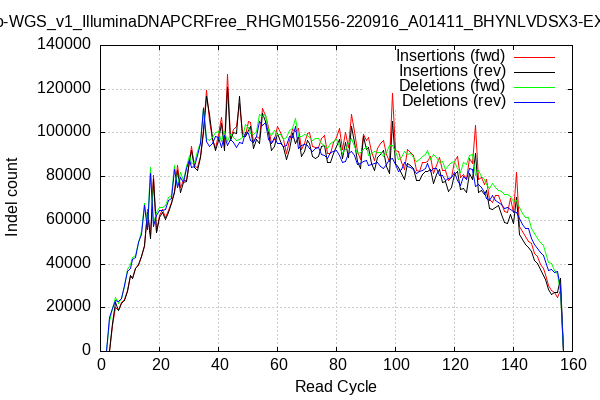 o-WGS_v1_IlluminaDNAPCRFree_RHGM01556-220916_A01411_BHYNLVDSX3-EX
Insertions (fwd)
Insertions (rev)
Deletions (fwd)
Deletions (rev)
Indel count
140000
120000
100000
80000
60000
40000
20000
0
0 20 40 60 80 100 120 140 160
Read Cycle